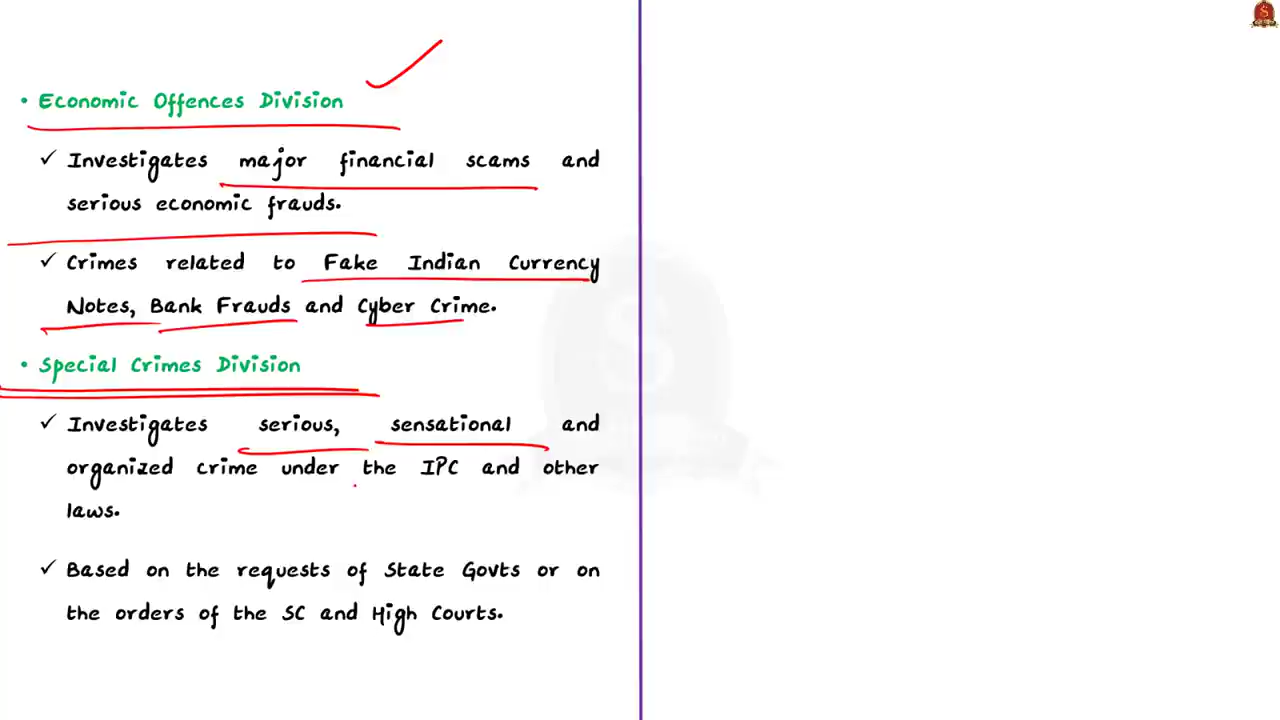 • Economic Offences Division
✓ Investigates major financial scams and
serious economic frauds.
✓ Crimes related to Fake Indian Currency
Notes, Bank Frauds and Cyber Crime.
• Special Crimes Division
✓ Investigates serious, sensational and
organized crime under the IPC and other
laws.
✓ Based on the requests of State Govts or on
the orders of the SC and High Courts.